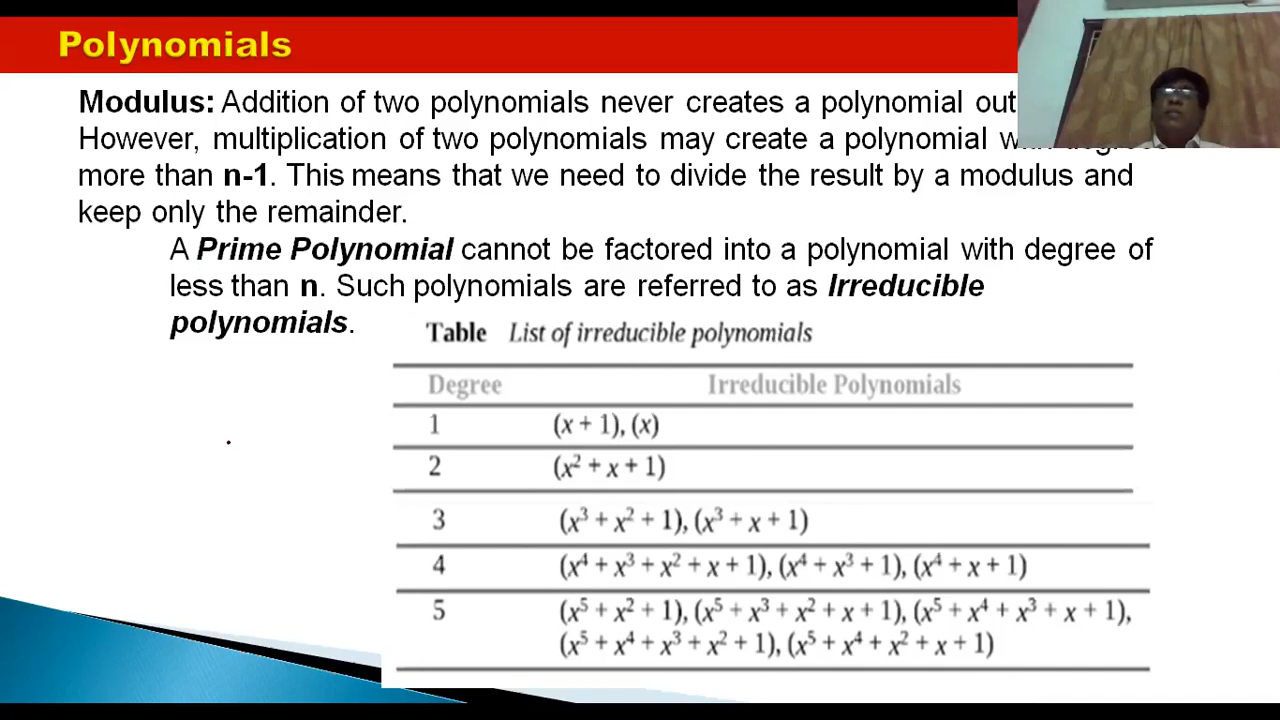 Polynomials
Modulus: Addition of two polynomials never creates a polynomial out
However, multiplication of two polynomials may create a polynomial with degree
more than n-1. This means that we need to divide the result by a modulus and
keep only the remainder.
A Prime Polynomial cannot be factored into a polynomial with degree of
less than n. Such polynomials are referred to as Irreducible
polynomials.
Table List of irreducible polynomials
Degree Irreducible Polynomials
1 (x + 1), (x)
2 (x² + x + 1)
3 (x³ + x² + 1), (x³ + x + 1)
4 (x⁴ + x³ + x² + x + 1), (x⁴ + x³ + 1), (x⁴ + x + 1)
5 (x⁵ + x² + 1), (x⁵ + x³ + x² + x + 1), (x⁵ + x⁴ + x³ + x + 1),
(x⁵ + x⁴ + x³ + x² + 1), (x⁵ + x⁴ + x² + x + 1)